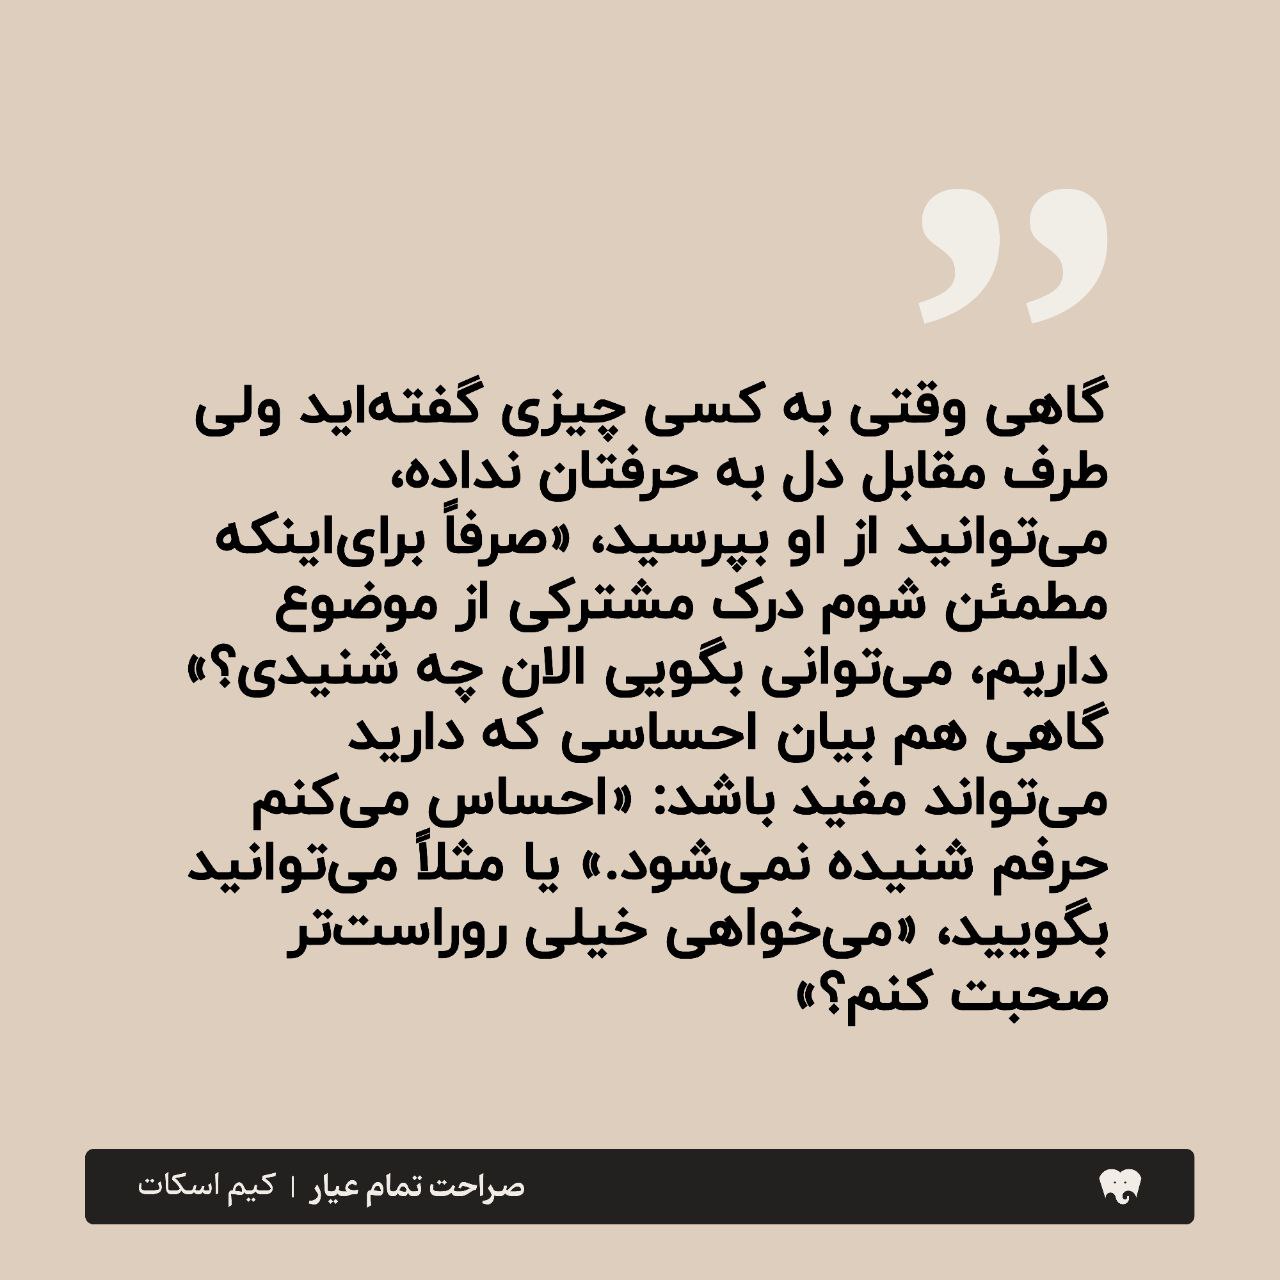 ”
گاهی وقتی به کسی چیزی گفته‌اید ولی
طرف مقابل دل به حرفتان نداده،
می‌توانید از او بپرسید، «صرفاً برای‌اینکه
مطمئن شوم درک مشترکی از موضوع
داریم، می‌توانی بگویی الان چه شنیدی؟»
گاهی هم بیان احساسی که دارید
می‌تواند مفید باشد: «احساس می‌کنم
حرفم شنیده نمی‌شود.» یا مثلاً می‌توانید
بگویید، «می‌خواهی خیلی روراست‌تر
صحبت کنم؟»
صراحت تمام عیار | کیم اسکات